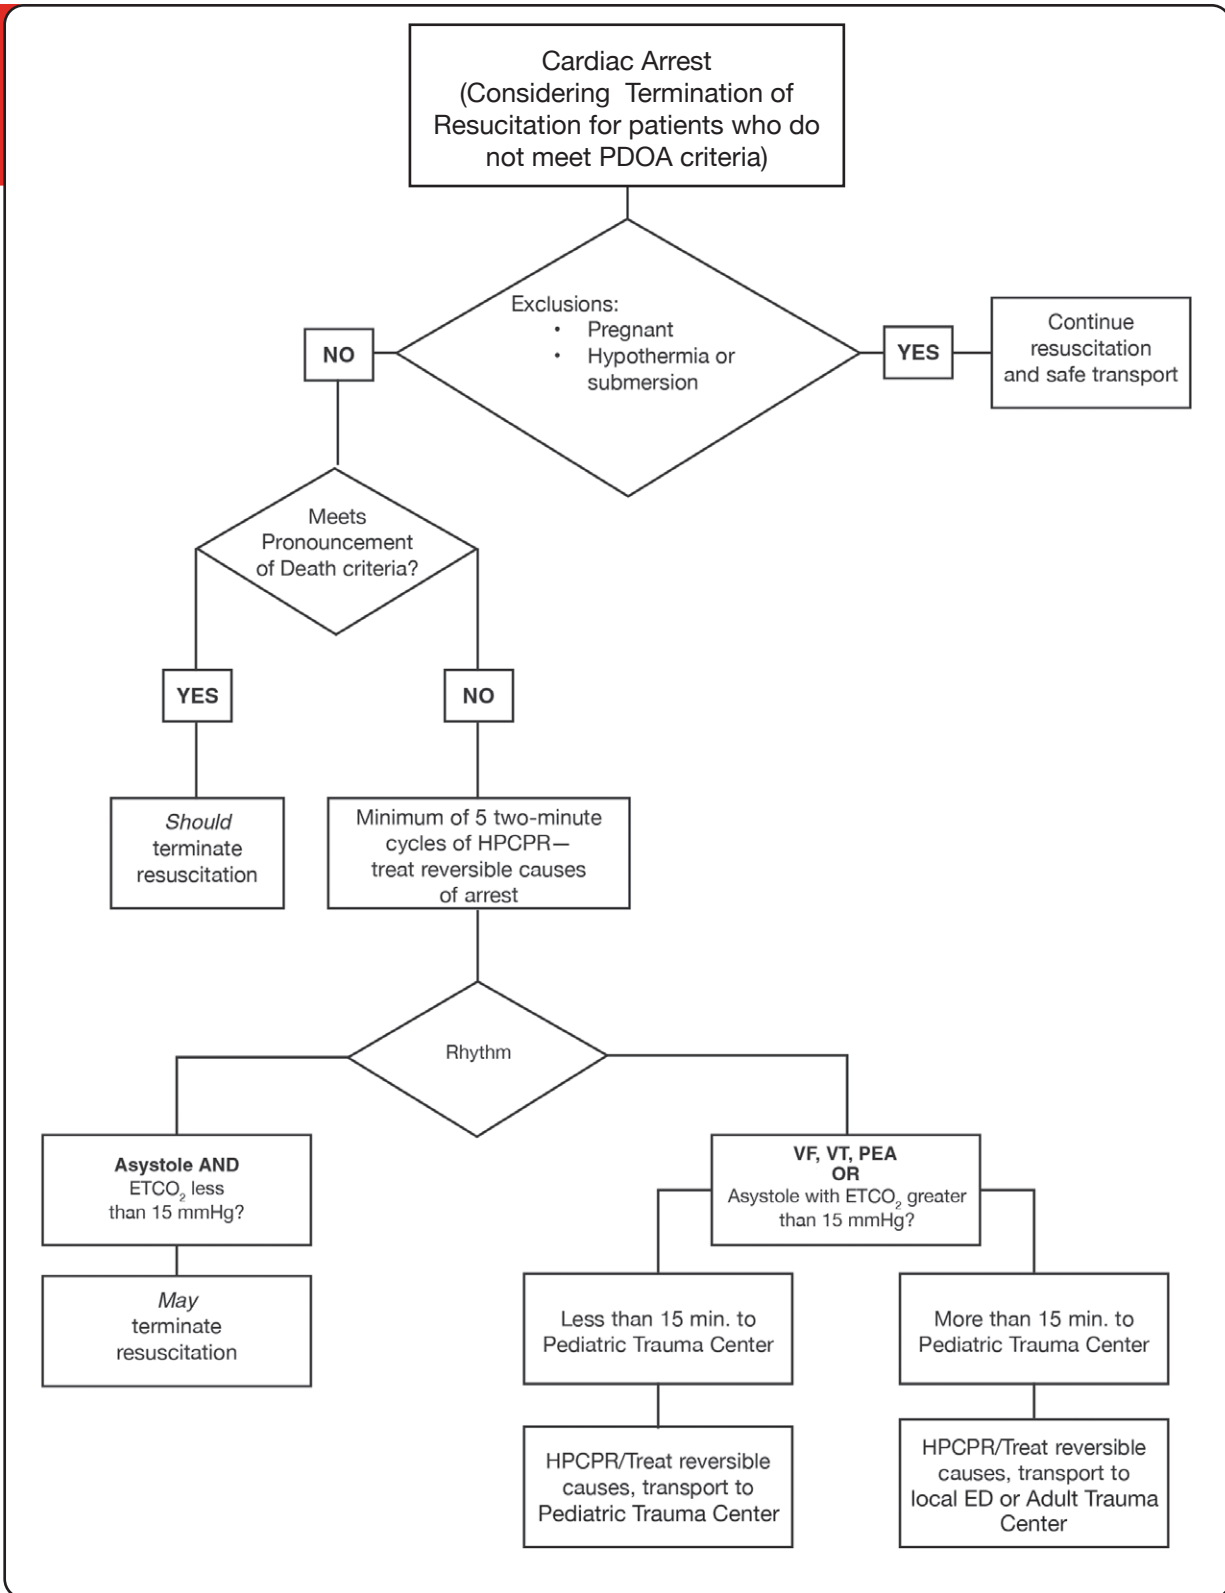 Cardiac Arrest
(Considering Termination of
Resucitation for patients who do
not meet PDOA criteria)
Exclusions:
• Pregnant
• Hypothermia or
submersion
NO
YES
Continue
resuscitation
and safe transport
Meets
Pronouncement
of Death criteria?
YES
NO
Should
terminate
resuscitation
Minimum of 5 two-minute
cycles of HPCPR—
treat reversible causes
of arrest
Rhythm
Asystole AND
ETCO₂ less
than 15 mmHg?
May
terminate
resuscitation
VF, VT, PEA
OR
Asystole with ETCO₂ greater
than 15 mmHg?
Less than 15 min. to
Pediatric Trauma Center
More than 15 min. to
Pediatric Trauma Center
HPCPR/Treat reversible
causes, transport to
Pediatric Trauma Center
HPCPR/Treat reversible
causes, transport to
local ED or Adult Trauma
Center